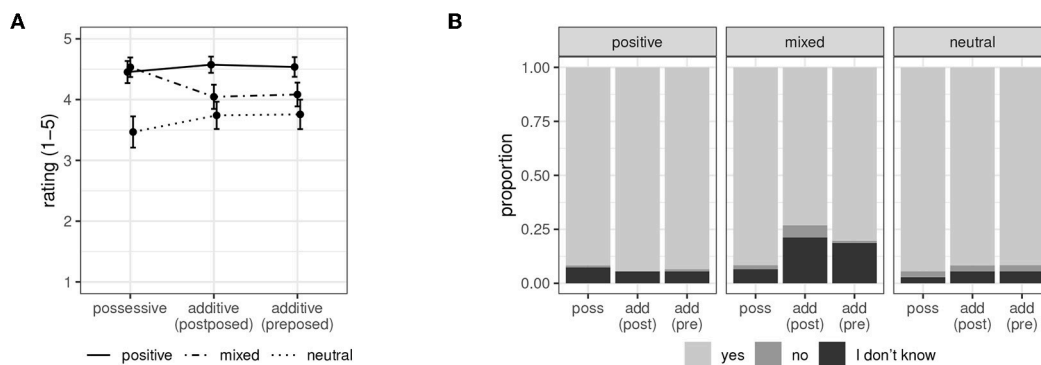 A
rating (1–5)
5
4
3
2
1
possessive
additive
(postposed)
additive
(preposed)
positive
mixed
neutral
B
positive
mixed
neutral
proportion
1.00
0.75
0.50
0.25
0.00
poss
add
(post)
add
(pre)
poss
add
(post)
add
(pre)
poss
add
(post)
add
(pre)
yes
no
I don't know